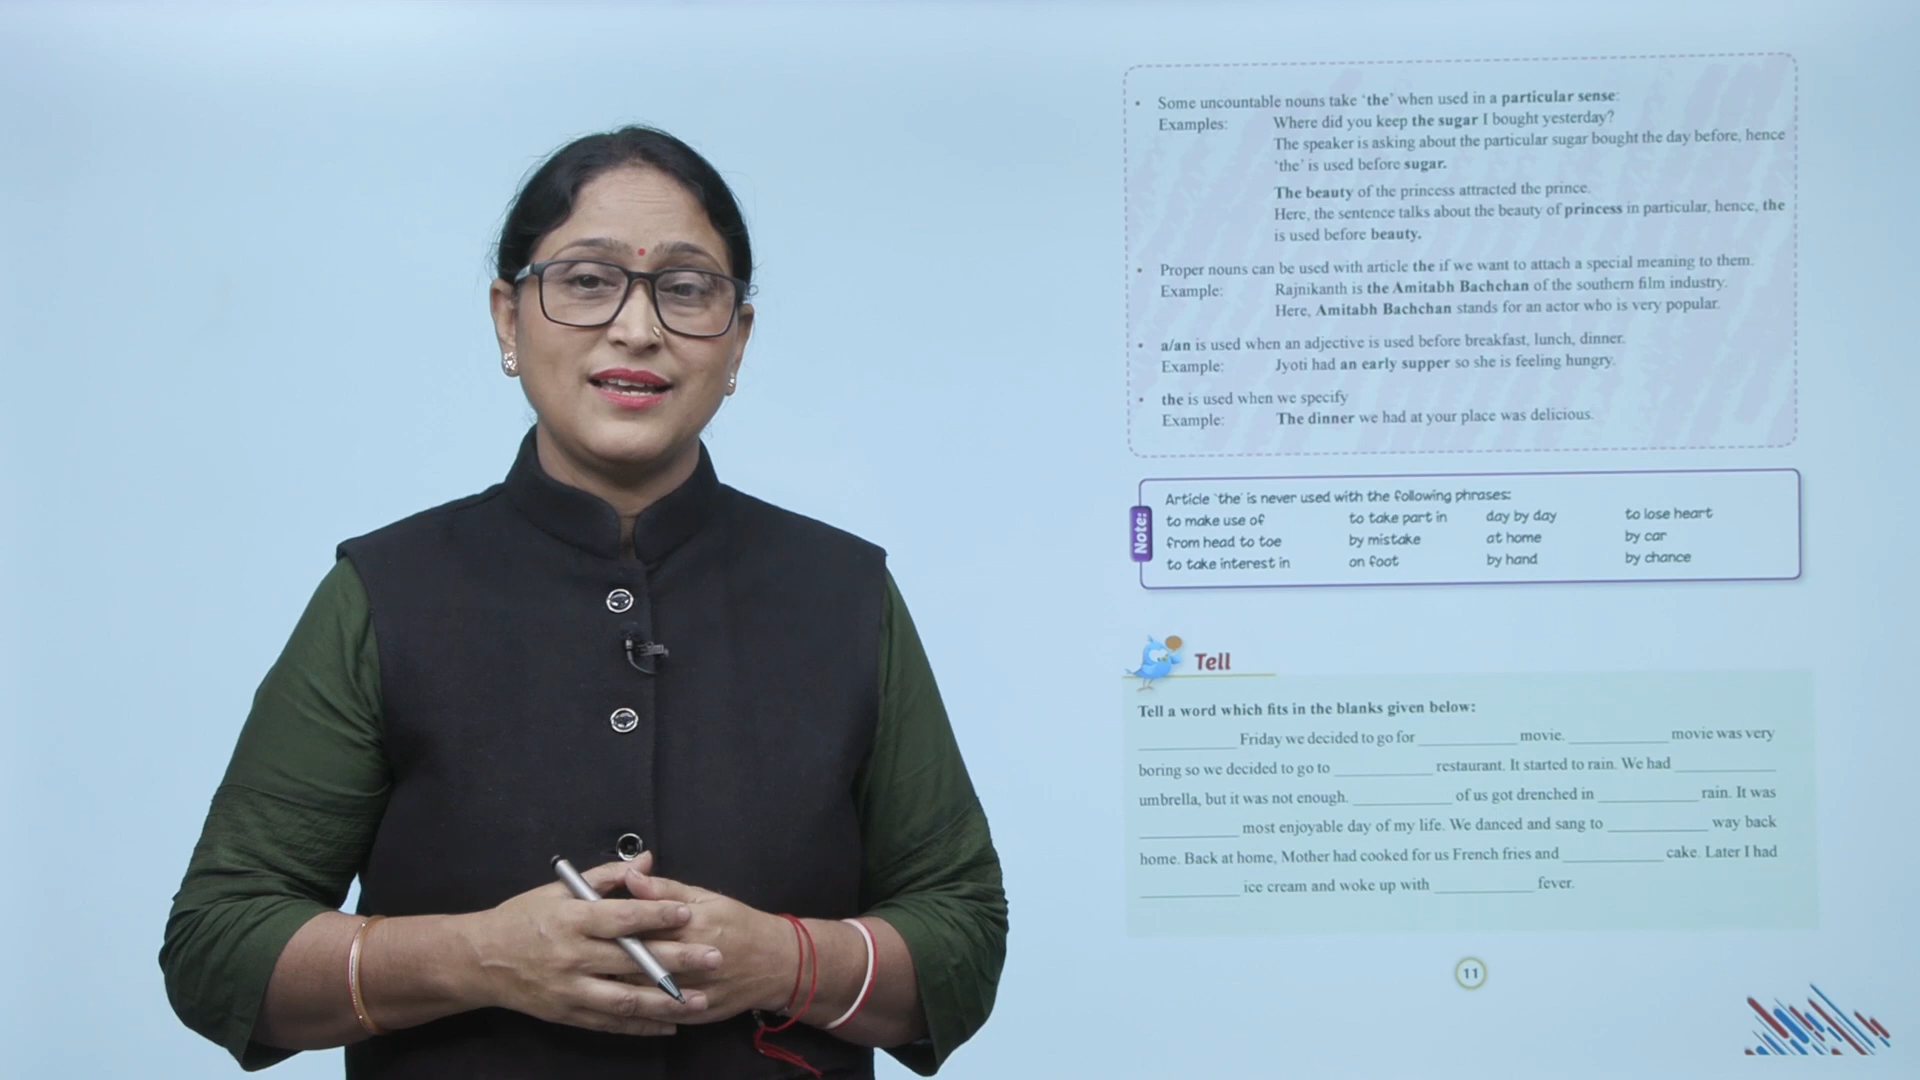 • Some uncountable nouns take ‘the’ when used in a particular sense:
Examples: Where did you keep the sugar I bought yesterday?
The speaker is asking about the particular sugar bought the day before, hence
‘the’ is used before sugar.
The beauty of the princess attracted the prince.
Here, the sentence talks about the beauty of princess in particular, hence, the
is used before beauty.
• Proper nouns can be used with article the if we want to attach a special meaning to them.
Example: Rajnikanth is the Amitabh Bachchan of the southern film industry.
Here, Amitabh Bachchan stands for an actor who is very popular.
• a/an is used when an adjective is used before breakfast, lunch, dinner.
Example: Jyoti had an early supper so she is feeling hungry.
• the is used when we specify
Example: The dinner we had at your place was delicious.
Note:
Article ‘the’ is never used with the following phrases:
to make use of to take part in day by day to lose heart
from head to toe by mistake at home by car
to take interest in on foot by hand by chance
Tell
Tell a word which fits in the blanks given below:
__________ Friday we decided to go for __________ movie. __________ movie was very
boring so we decided to go to __________ restaurant. It started to rain. We had __________
umbrella, but it was not enough. __________ of us got drenched in __________ rain. It was
__________ most enjoyable day of my life. We danced and sang to __________ way back
home. Back at home, Mother had cooked for us French fries and __________ cake. Later I had
__________ ice cream and woke up with __________ fever.
11